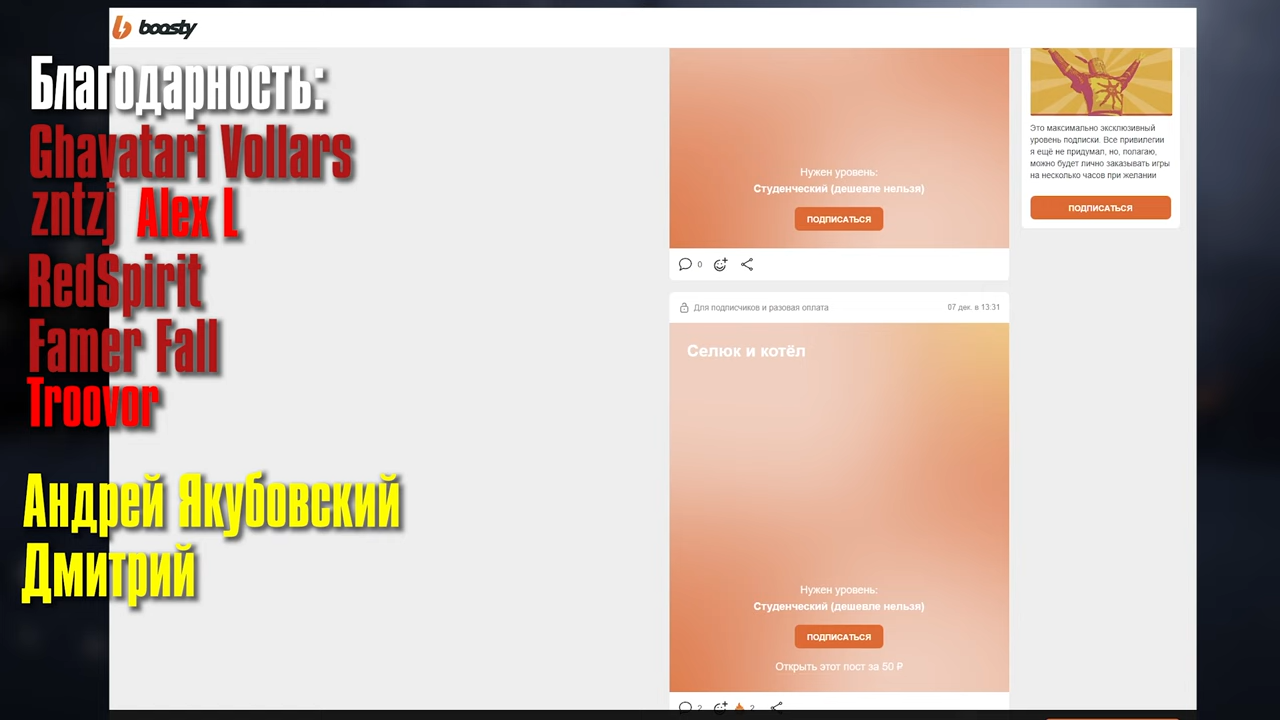 boosty
Благодарность:
Ghavatari Vollars
zntzj Alex L
RedSpirit
Famer Fall
Troovor
Андрей Якубовский
Дмитрий
Нужен уровень:
Студенческий (дешевле нельзя)
ПОДПИСАТЬСЯ
0
Для подписчиков и разовая оплата
07 дек. в 13:31
Селюк и котёл
Нужен уровень:
Студенческий (дешевле нельзя)
ПОДПИСАТЬСЯ
Открыть этот пост за 50 ₽
2
2
Это максимально эксклюзивный
уровень подписки. Все привилегии
я ещё не придумал, но, полагаю,
можно будет лично заказывать игры
на несколько часов при желании
ПОДПИСАТЬСЯ